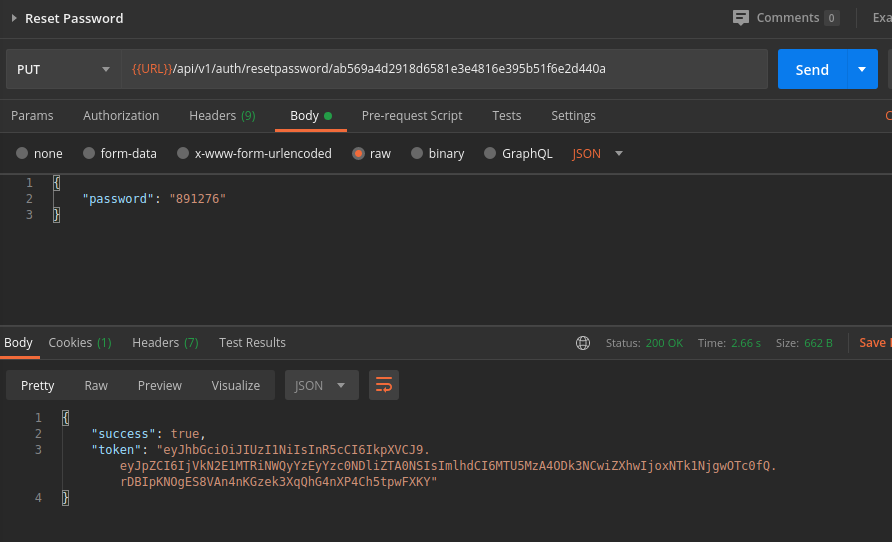 Reset Password Comments 0 Exa
PUT {{URL}}/api/v1/auth/resetpassword/ab569a4d2918d6581e3e4816e395b51f6e2d440a Send
Params Authorization Headers (9) Body Pre-request Script Tests Settings C
none form-data x-www-form-urlencoded raw binary GraphQL JSON
1 {
2 "password": "891276"
3 }
Body Cookies (1) Headers (7) Test Results Status: 200 OK Time: 2.66 s Size: 662 B Save
Pretty Raw Preview Visualize JSON
1 {
2 "success": true,
3 "token": "eyJhbGciOiJIUzI1NiIsInR5cCI6IkpXVCJ9.
eyJpZCI6IjVkN2E1MTRiNWQyYzEyYzc0NDliZTA0NSIsImlhdCI6MTU5MzA4ODk3NCwiZXhwIjoxNTk1NjgwOTc0fQ.
rDBIpKNOgES8VAn4nKGzek3XqQhG4nXP4Ch5tpwFXKY"
4 }